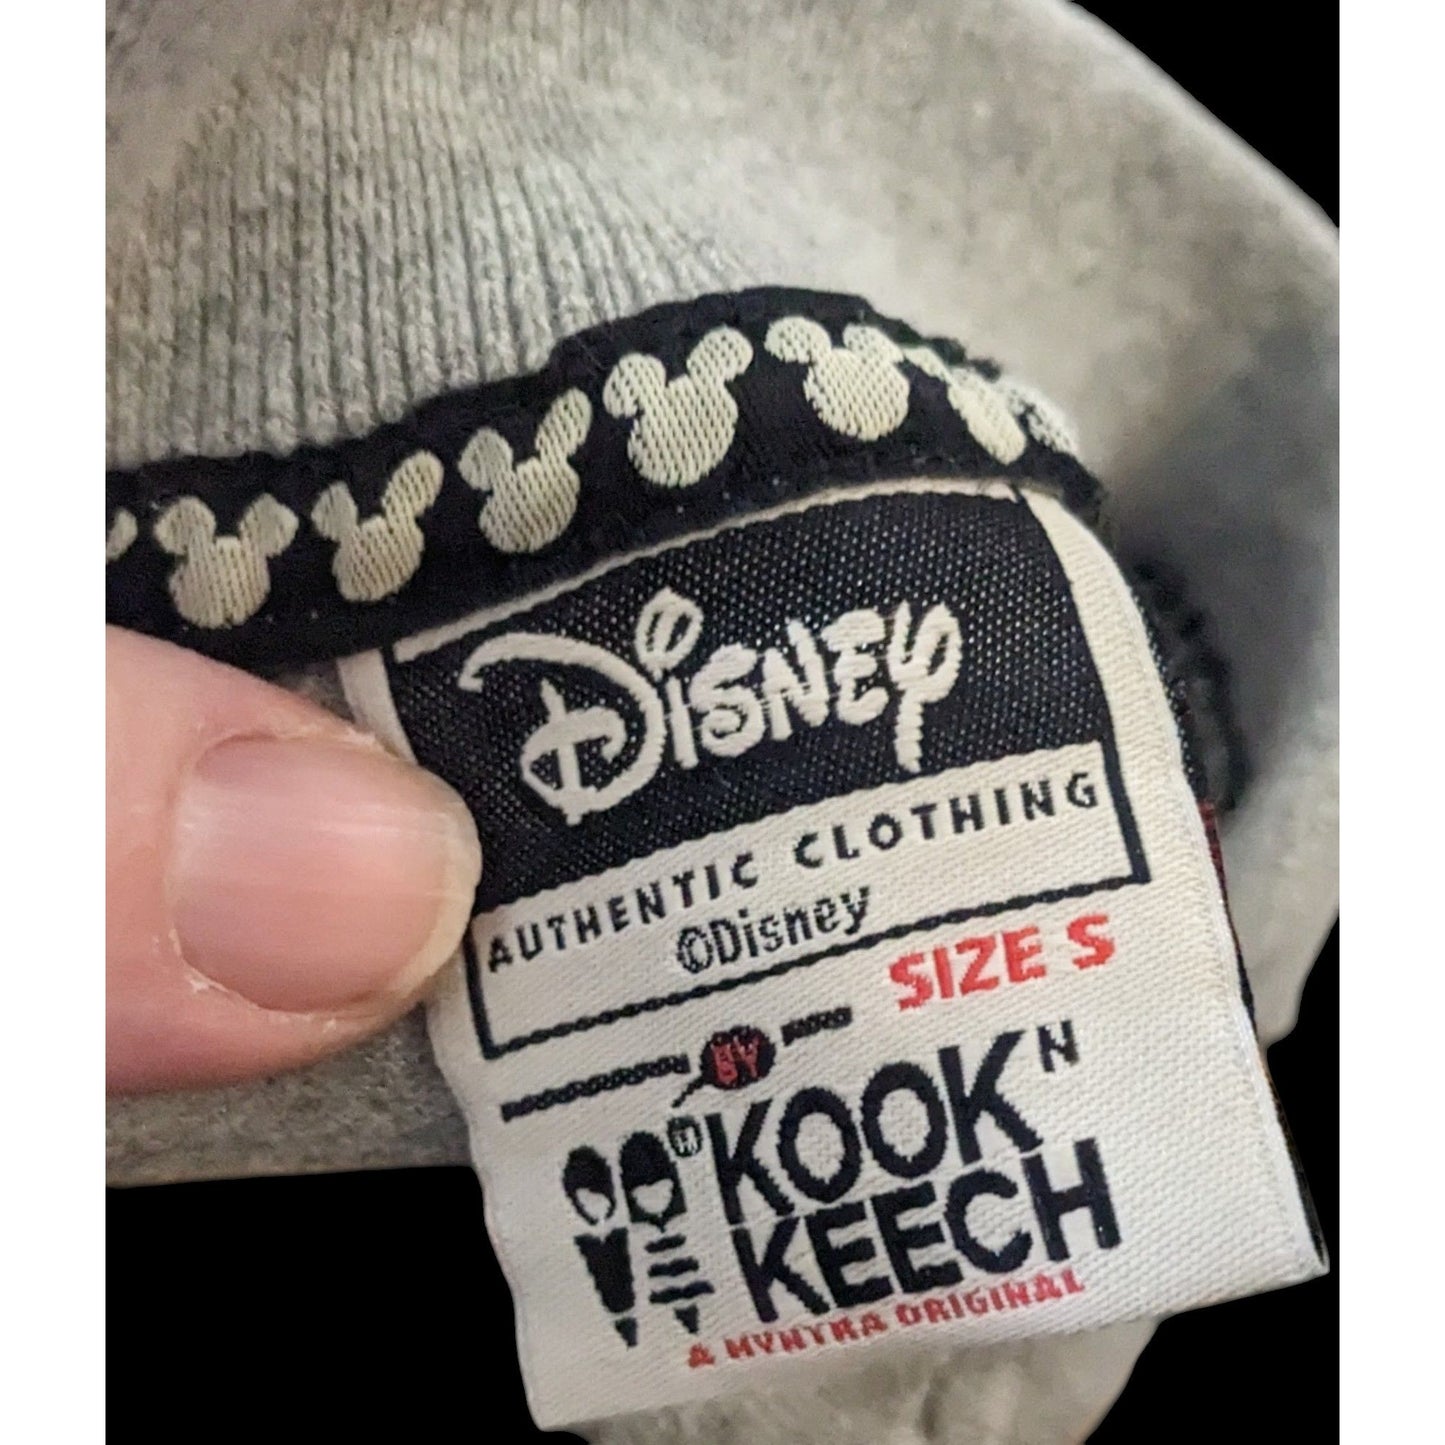 Disney
AUTHENTIC CLOTHING
©Disney
SIZE S
BY
KOOK N
KEECH
A MYNTRA ORIGINAL